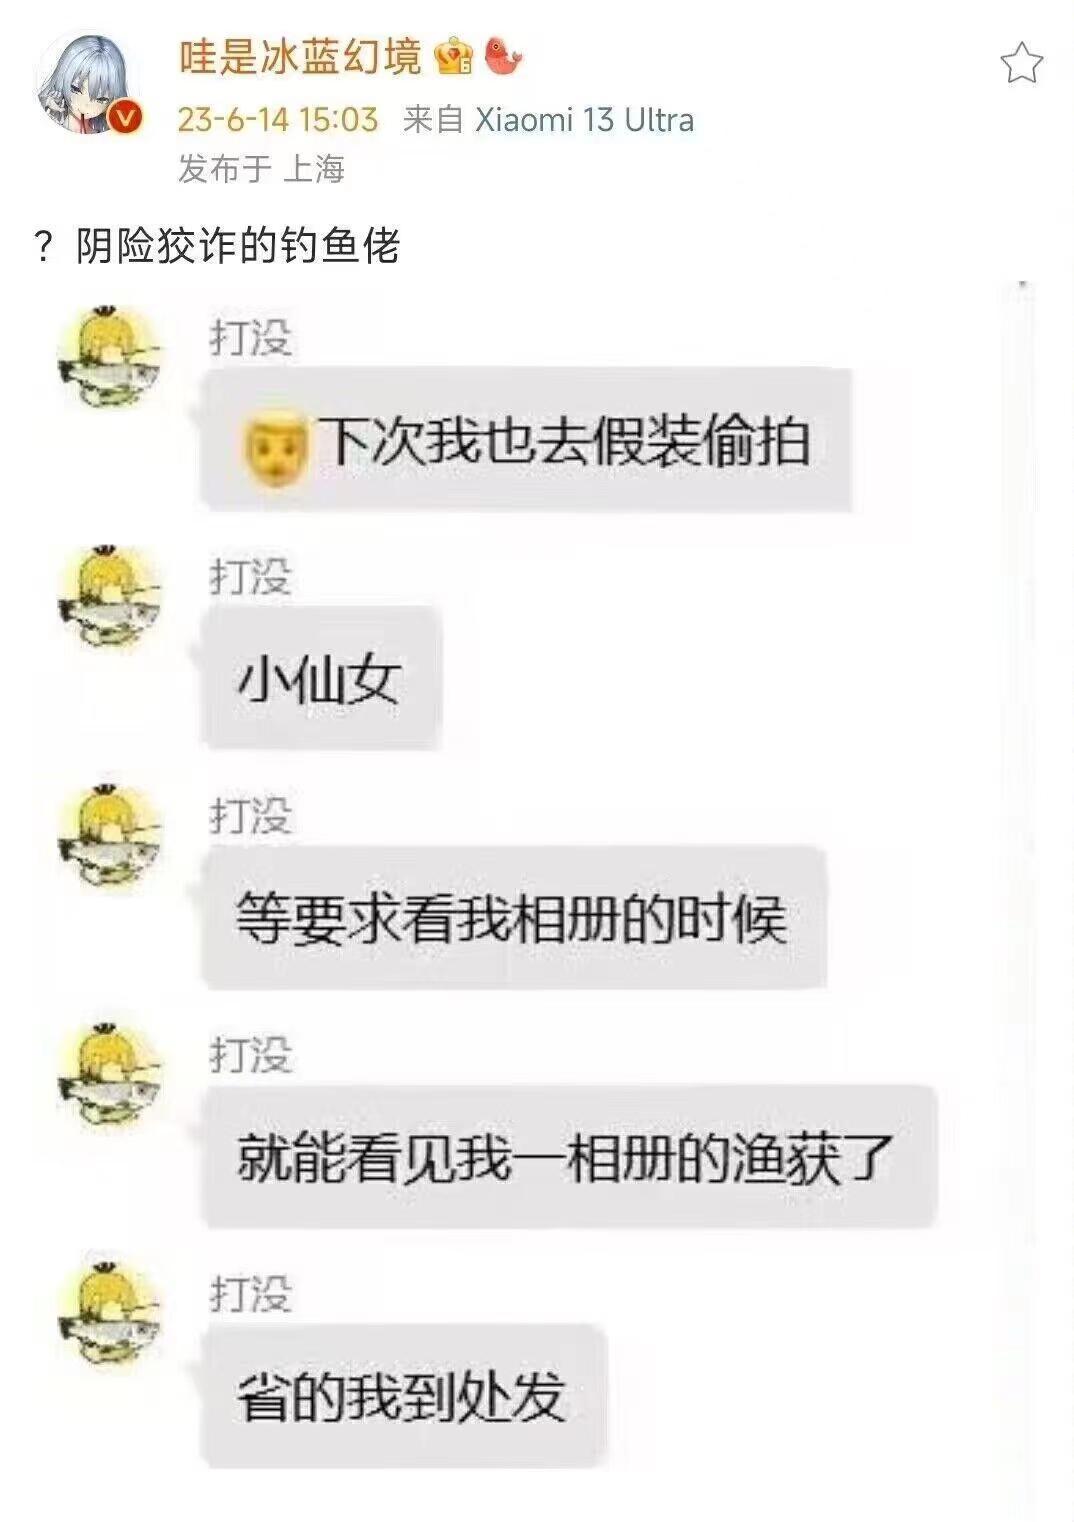 哇是冰蓝幻境
23-6-14 15:03 来自 Xiaomi 13 Ultra
发布于 上海
？阴险狡诈的钓鱼佬
打没
下次我也去假装偷拍
打没
小仙女
打没
等要求看我相册的时候
打没
就能看见我一相册的渔获了
打没
省的我到处发